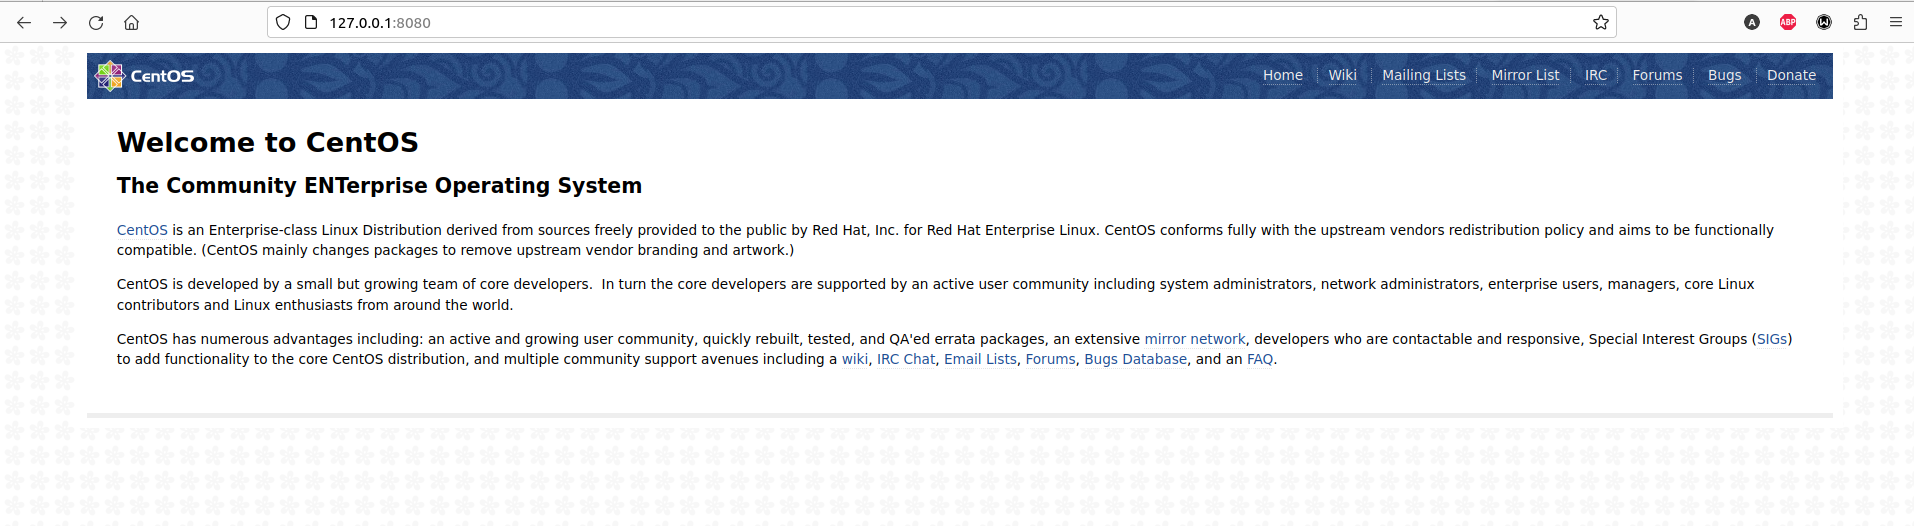 127.0.0.1:8080
A
ABP
W
CentOS
Home Wiki Mailing Lists Mirror List IRC Forums Bugs Donate
Welcome to CentOS
The Community ENTerprise Operating System
CentOS is an Enterprise-class Linux Distribution derived from sources freely provided to the public by Red Hat, Inc. for Red Hat Enterprise Linux. CentOS conforms fully with the upstream vendors redistribution policy and aims to be functionally
compatible. (CentOS mainly changes packages to remove upstream vendor branding and artwork.)
CentOS is developed by a small but growing team of core developers.  In turn the core developers are supported by an active user community including system administrators, network administrators, enterprise users, managers, core Linux
contributors and Linux enthusiasts from around the world.
CentOS has numerous advantages including: an active and growing user community, quickly rebuilt, tested, and QA'ed errata packages, an extensive mirror network, developers who are contactable and responsive, Special Interest Groups (SIGs)
to add functionality to the core CentOS distribution, and multiple community support avenues including a wiki, IRC Chat, Email Lists, Forums, Bugs Database, and an FAQ.